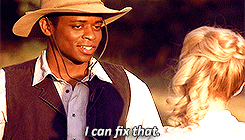 I can fix that.